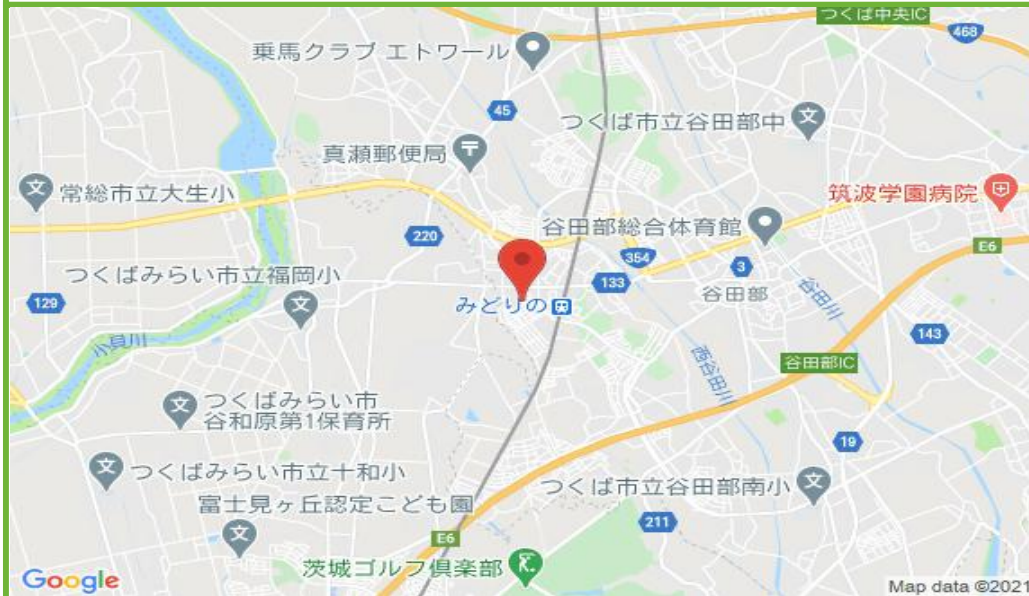 つくば中央IC
468
乗馬クラブ エトワール
45
つくば市立谷田部中
真瀬郵便局
常総市立大生小
筑波学園病院
谷田部総合体育館
220
E6
354
3
つくばみらい市立福岡小
133
谷田部
谷田川
129
みどりの
143
小貝川
西谷田川
谷田部IC
つくばみらい市
谷和原第1保育所
19
つくばみらい市立十和小
つくば市立谷田部南小
富士見ヶ丘認定こども園
211
E6
茨城ゴルフ倶楽部
Google
Map data ©2021